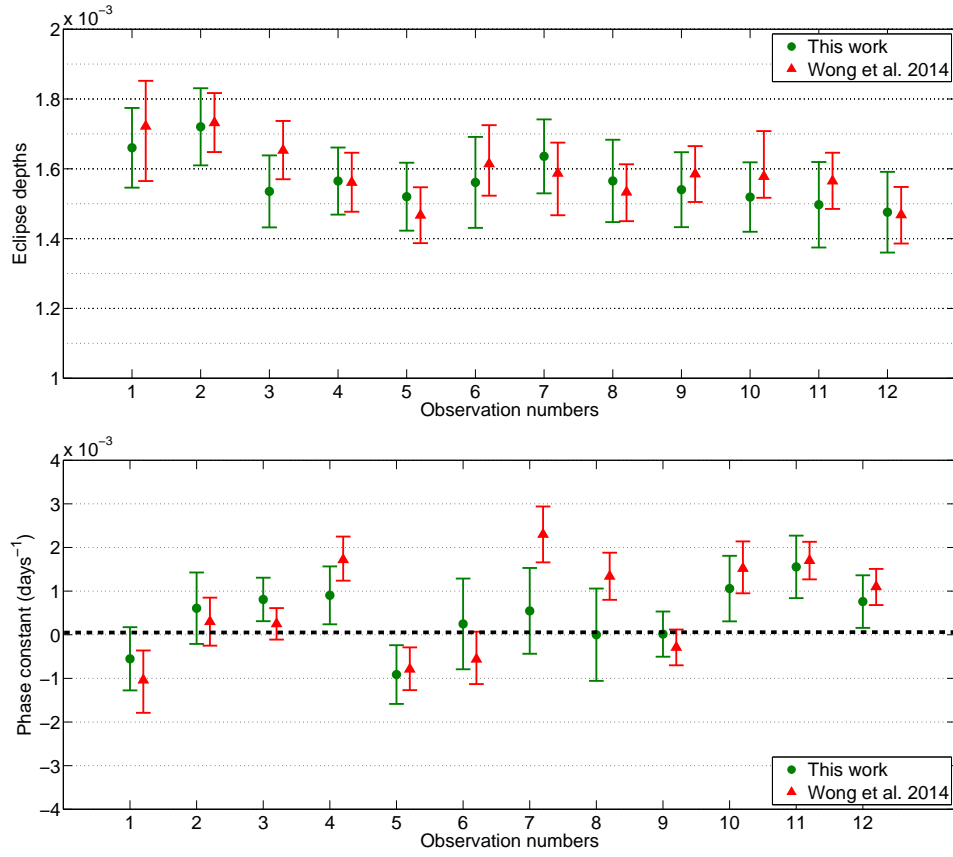 x 10⁻³
2
1.8
1.6
1.4
1.2
1
Eclipse depths
This work
Wong et al. 2014
1 2 3 4 5 6 7 8 9 10 11 12
Observation numbers
x 10⁻³
4
3
2
1
0
−1
−2
−3
−4
Phase constant (days⁻¹)
This work
Wong et al. 2014
1 2 3 4 5 6 7 8 9 10 11 12
Observation numbers